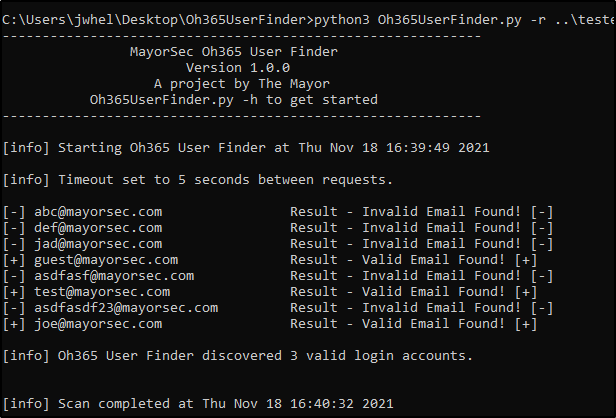 C:\Users\jwhel\Desktop\Oh365UserFinder>python3 Oh365UserFinder.py -r ..\teste
------------------------------------------------------------
MayorSec Oh365 User Finder
Version 1.0.0
A project by The Mayor
Oh365UserFinder.py -h to get started
------------------------------------------------------------
[info] Starting Oh365 User Finder at Thu Nov 18 16:39:49 2021
[info] Timeout set to 5 seconds between requests.
[-] abc@mayorsec.com Result - Invalid Email Found! [-]
[-] def@mayorsec.com Result - Invalid Email Found! [-]
[-] jad@mayorsec.com Result - Invalid Email Found! [-]
[+] guest@mayorsec.com Result - Valid Email Found! [+]
[-] asdfasf@mayorsec.com Result - Invalid Email Found! [-]
[+] test@mayorsec.com Result - Valid Email Found! [+]
[-] asdfasdf23@mayorsec.com Result - Invalid Email Found! [-]
[+] joe@mayorsec.com Result - Valid Email Found! [+]
[info] Oh365 User Finder discovered 3 valid login accounts.
[info] Scan completed at Thu Nov 18 16:40:32 2021